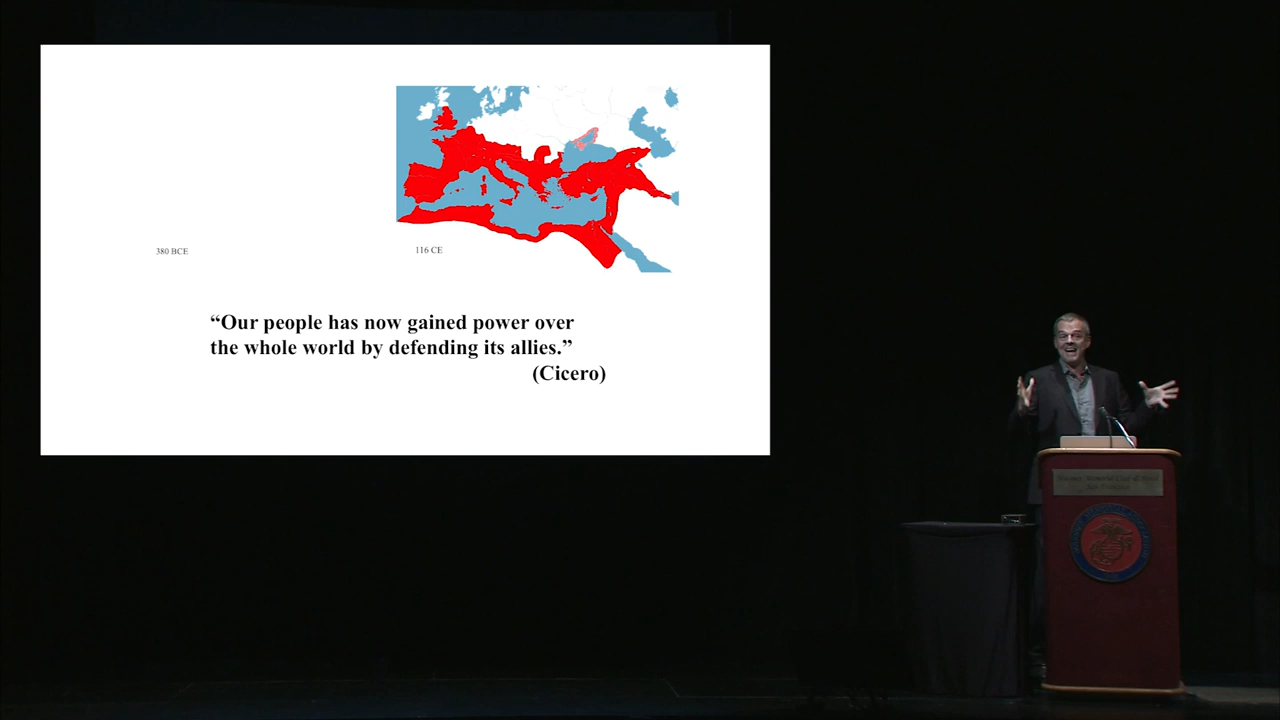 380 BCE
116 CE
“Our people has now gained power over
the whole world by defending its allies.”
(Cicero)